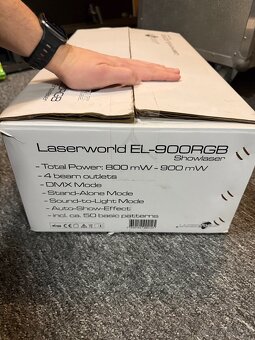 Laserworld EL-900RGB
Showlaser
- Total Power: 800 mW - 900 mW
- 4 beam outlets
- DMX Mode
- Stand-Alone Mode
- Sound-to-Light Mode
- Auto-Show-Effect
- incl. ca. 50 basic patterns